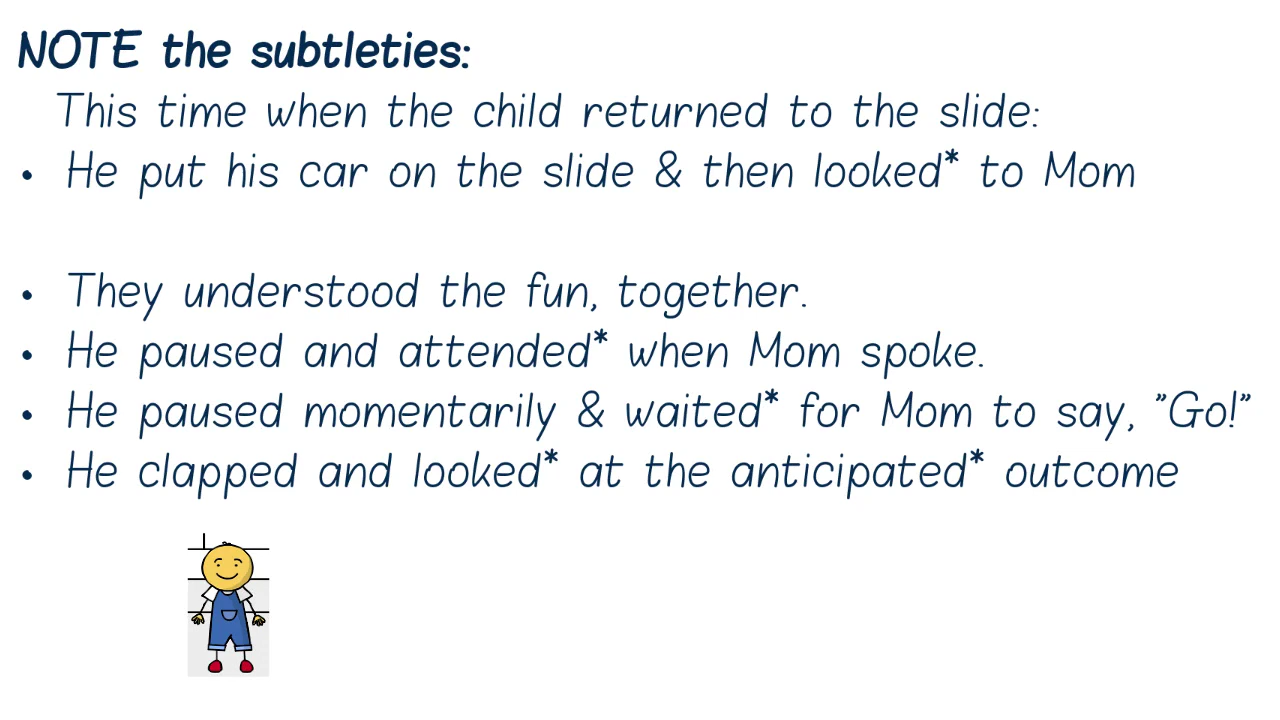 NOTE the subtleties:
This time when the child returned to the slide:
• He put his car on the slide & then looked* to Mom
• They understood the fun, together.
• He paused and attended* when Mom spoke.
• He paused momentarily & waited* for Mom to say, "Go!"
• He clapped and looked* at the anticipated* outcome